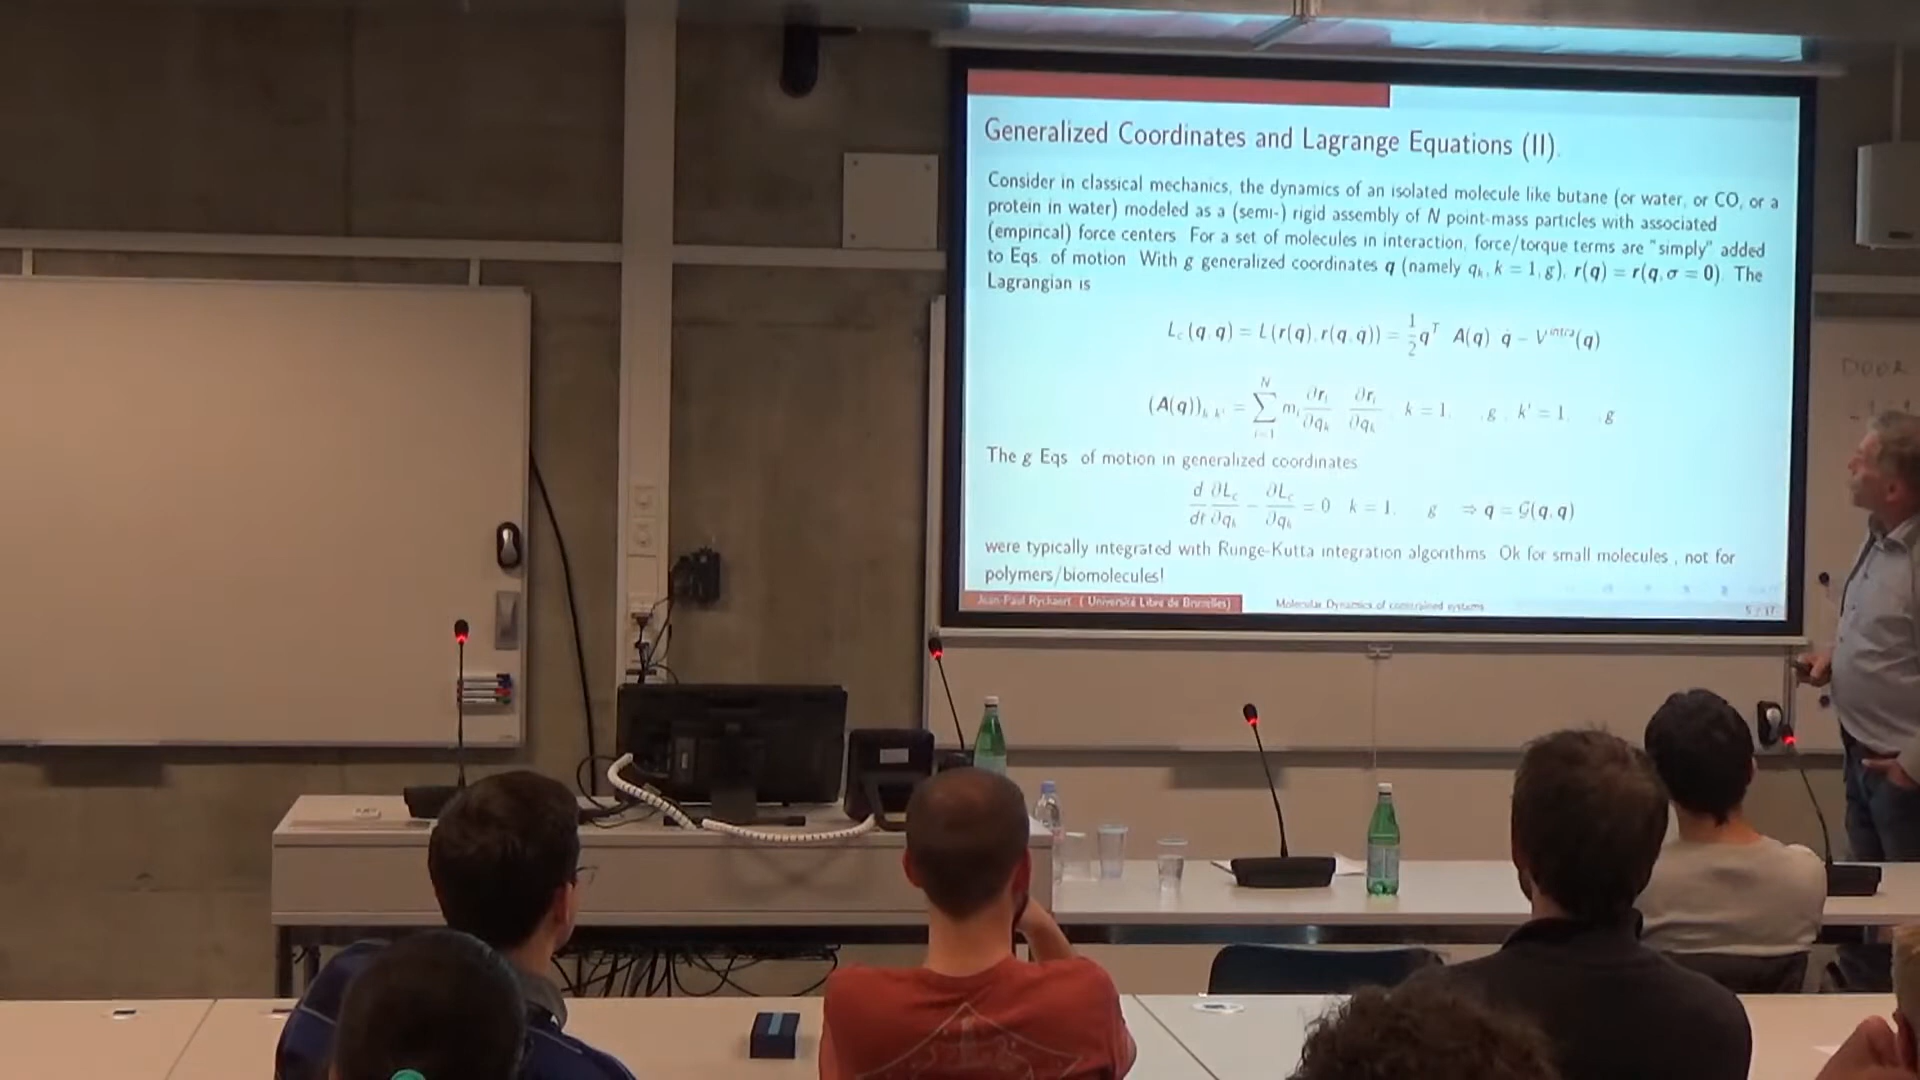 Generalized Coordinates and Lagrange Equations (II).
Consider in classical mechanics, the dynamics of an isolated molecule like butane (or water, or CO, or a
protein in water) modeled as a (semi-) rigid assembly of N point-mass particles with associated
(empirical) force centers For a set of molecules in interaction, force/torque terms are "simply" added
to Eqs. of motion With g generalized coordinates q (namely qₖ, k = 1, g), r(q) = r(q, σ = 0). The
Lagrangian is
L_c(q, q) = L(r(q), r(q, q)) = 1/2 q^T A(q) q̇ − V^intra(q)
(A(q))_{k k'} = ∑_{i=1}^{N} m_i ∂r_i/∂q_k ∂r_i/∂q_k k = 1, g, k' = 1, g
The g Eqs of motion in generalized coordinates
d/dt ∂L_c/∂q_k − ∂L_c/∂q_k = 0 k = 1, g ⇒ q = G(q, q)
were typically integrated with Runge-Kutta integration algorithms Ok for small molecules , not for
polymers/biomolecules!
Jean-Paul Ryckaert ( Université Libre de Bruxelles) Molecular Dynamics of constrained systems 5 / 37
DOOR